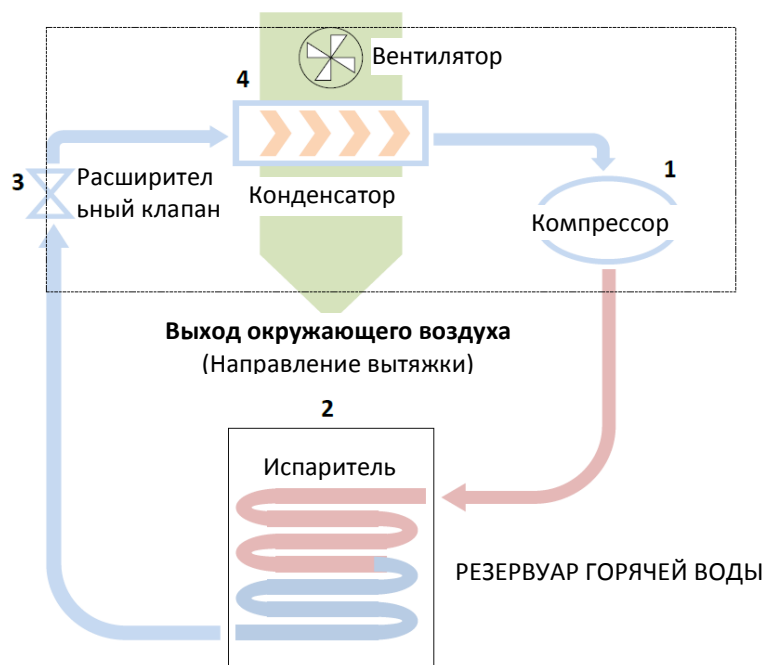 Вентилятор
4
1
3
Расширител
ьный клапан
Конденсатор
Компрессор
Выход окружающего воздуха
(Направление вытяжки)
2
Испаритель
РЕЗЕРВУАР ГОРЯЧЕЙ ВОДЫ